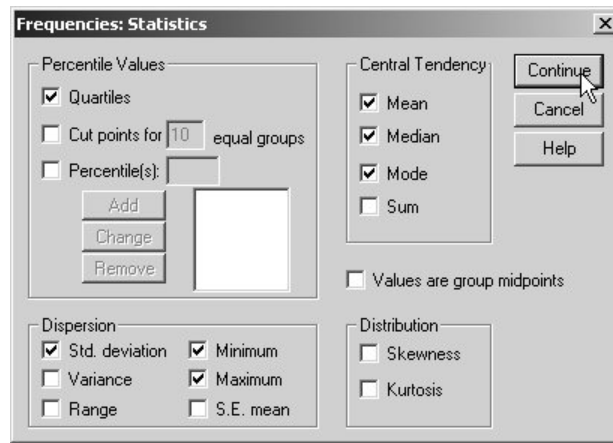 Frequencies: Statistics
Percentile Values
Quartiles
Cut points for 10 equal groups
Percentile(s):
Add
Change
Remove
Central Tendency
Mean
Median
Mode
Sum
Continue
Cancel
Help
Values are group midpoints
Dispersion
Std. deviation Minimum
Variance Maximum
Range S.E. mean
Distribution
Skewness
Kurtosis